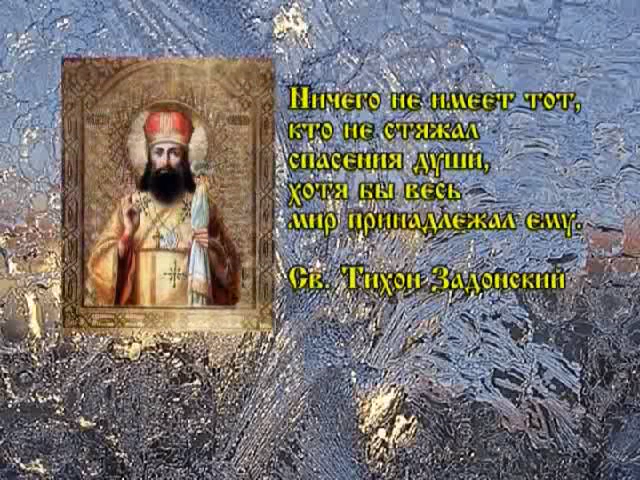 Ничего не имеет тот,
кто не стяжал
спасения души,
хотя бы весь
мир принадлежал ему.
Св. Тихон Задонский